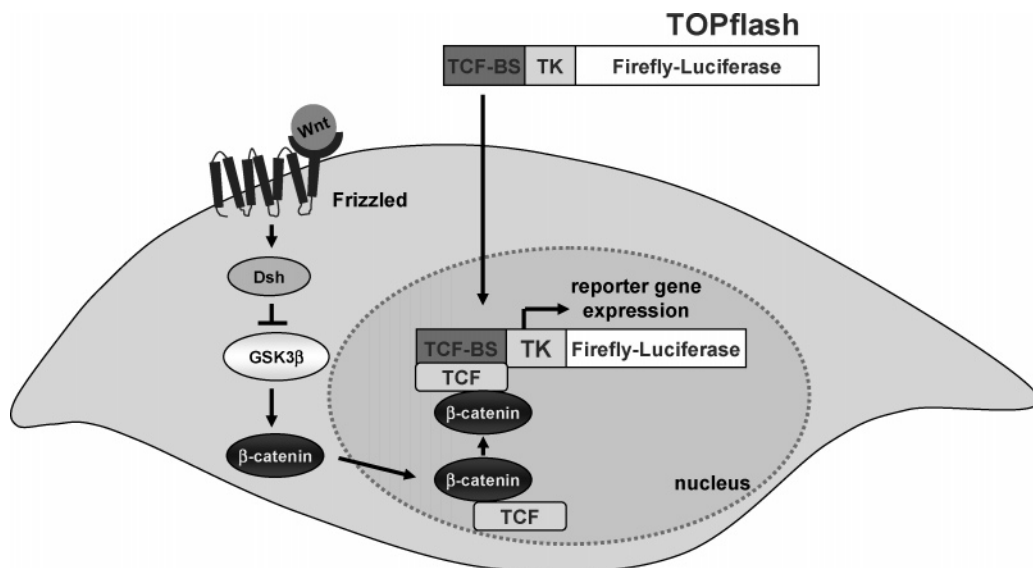 TOPflash
TCF-BS TK Firefly-Luciferase
Wnt
Frizzled
Dsh
GSK3β
β-catenin
reporter gene
expression
TCF-BS TK Firefly-Luciferase
TCF
β-catenin
β-catenin
TCF
nucleus